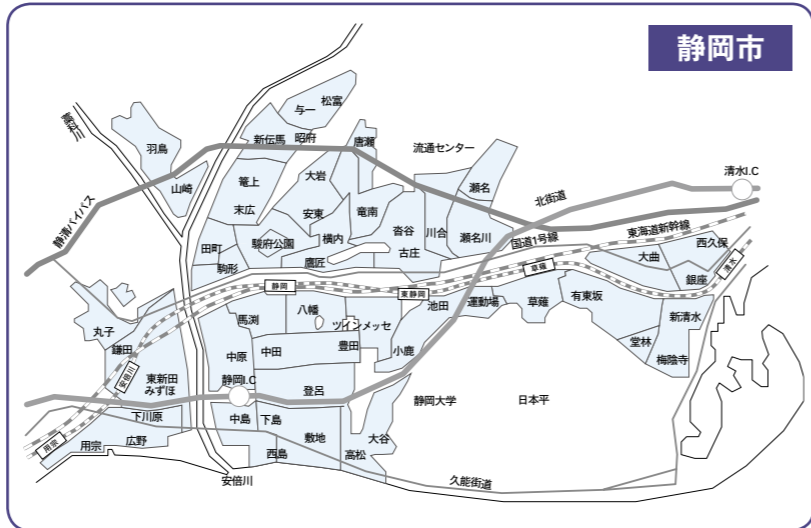 静岡市
松富
与一
藁科川
新伝馬
昭府
唐瀬
羽鳥
流通センター
清水I.C
籠上
大岩
瀬名
山崎
北街道
末広
安東
竜南
静清バイパス
沓谷
川合
瀬名川
東海道新幹線
国道1号線
田町
駿府公園
横内
古庄
西久保
大曲
駒形
鷹匠
草薙
清水
静岡
東静岡
銀座
池田
運動場
草薙
有東坂
丸子
馬渕
八幡
ツインメッセ
新清水
鎌田
豊田
小鹿
堂林
中原
中田
梅陰寺
安倍川
東新田
みずほ
静岡I.C
登呂
静岡大学
日本平
下川原
中島
下島
広野
敷地
大谷
用宗
用宗
西島
高松
安倍川
久能街道